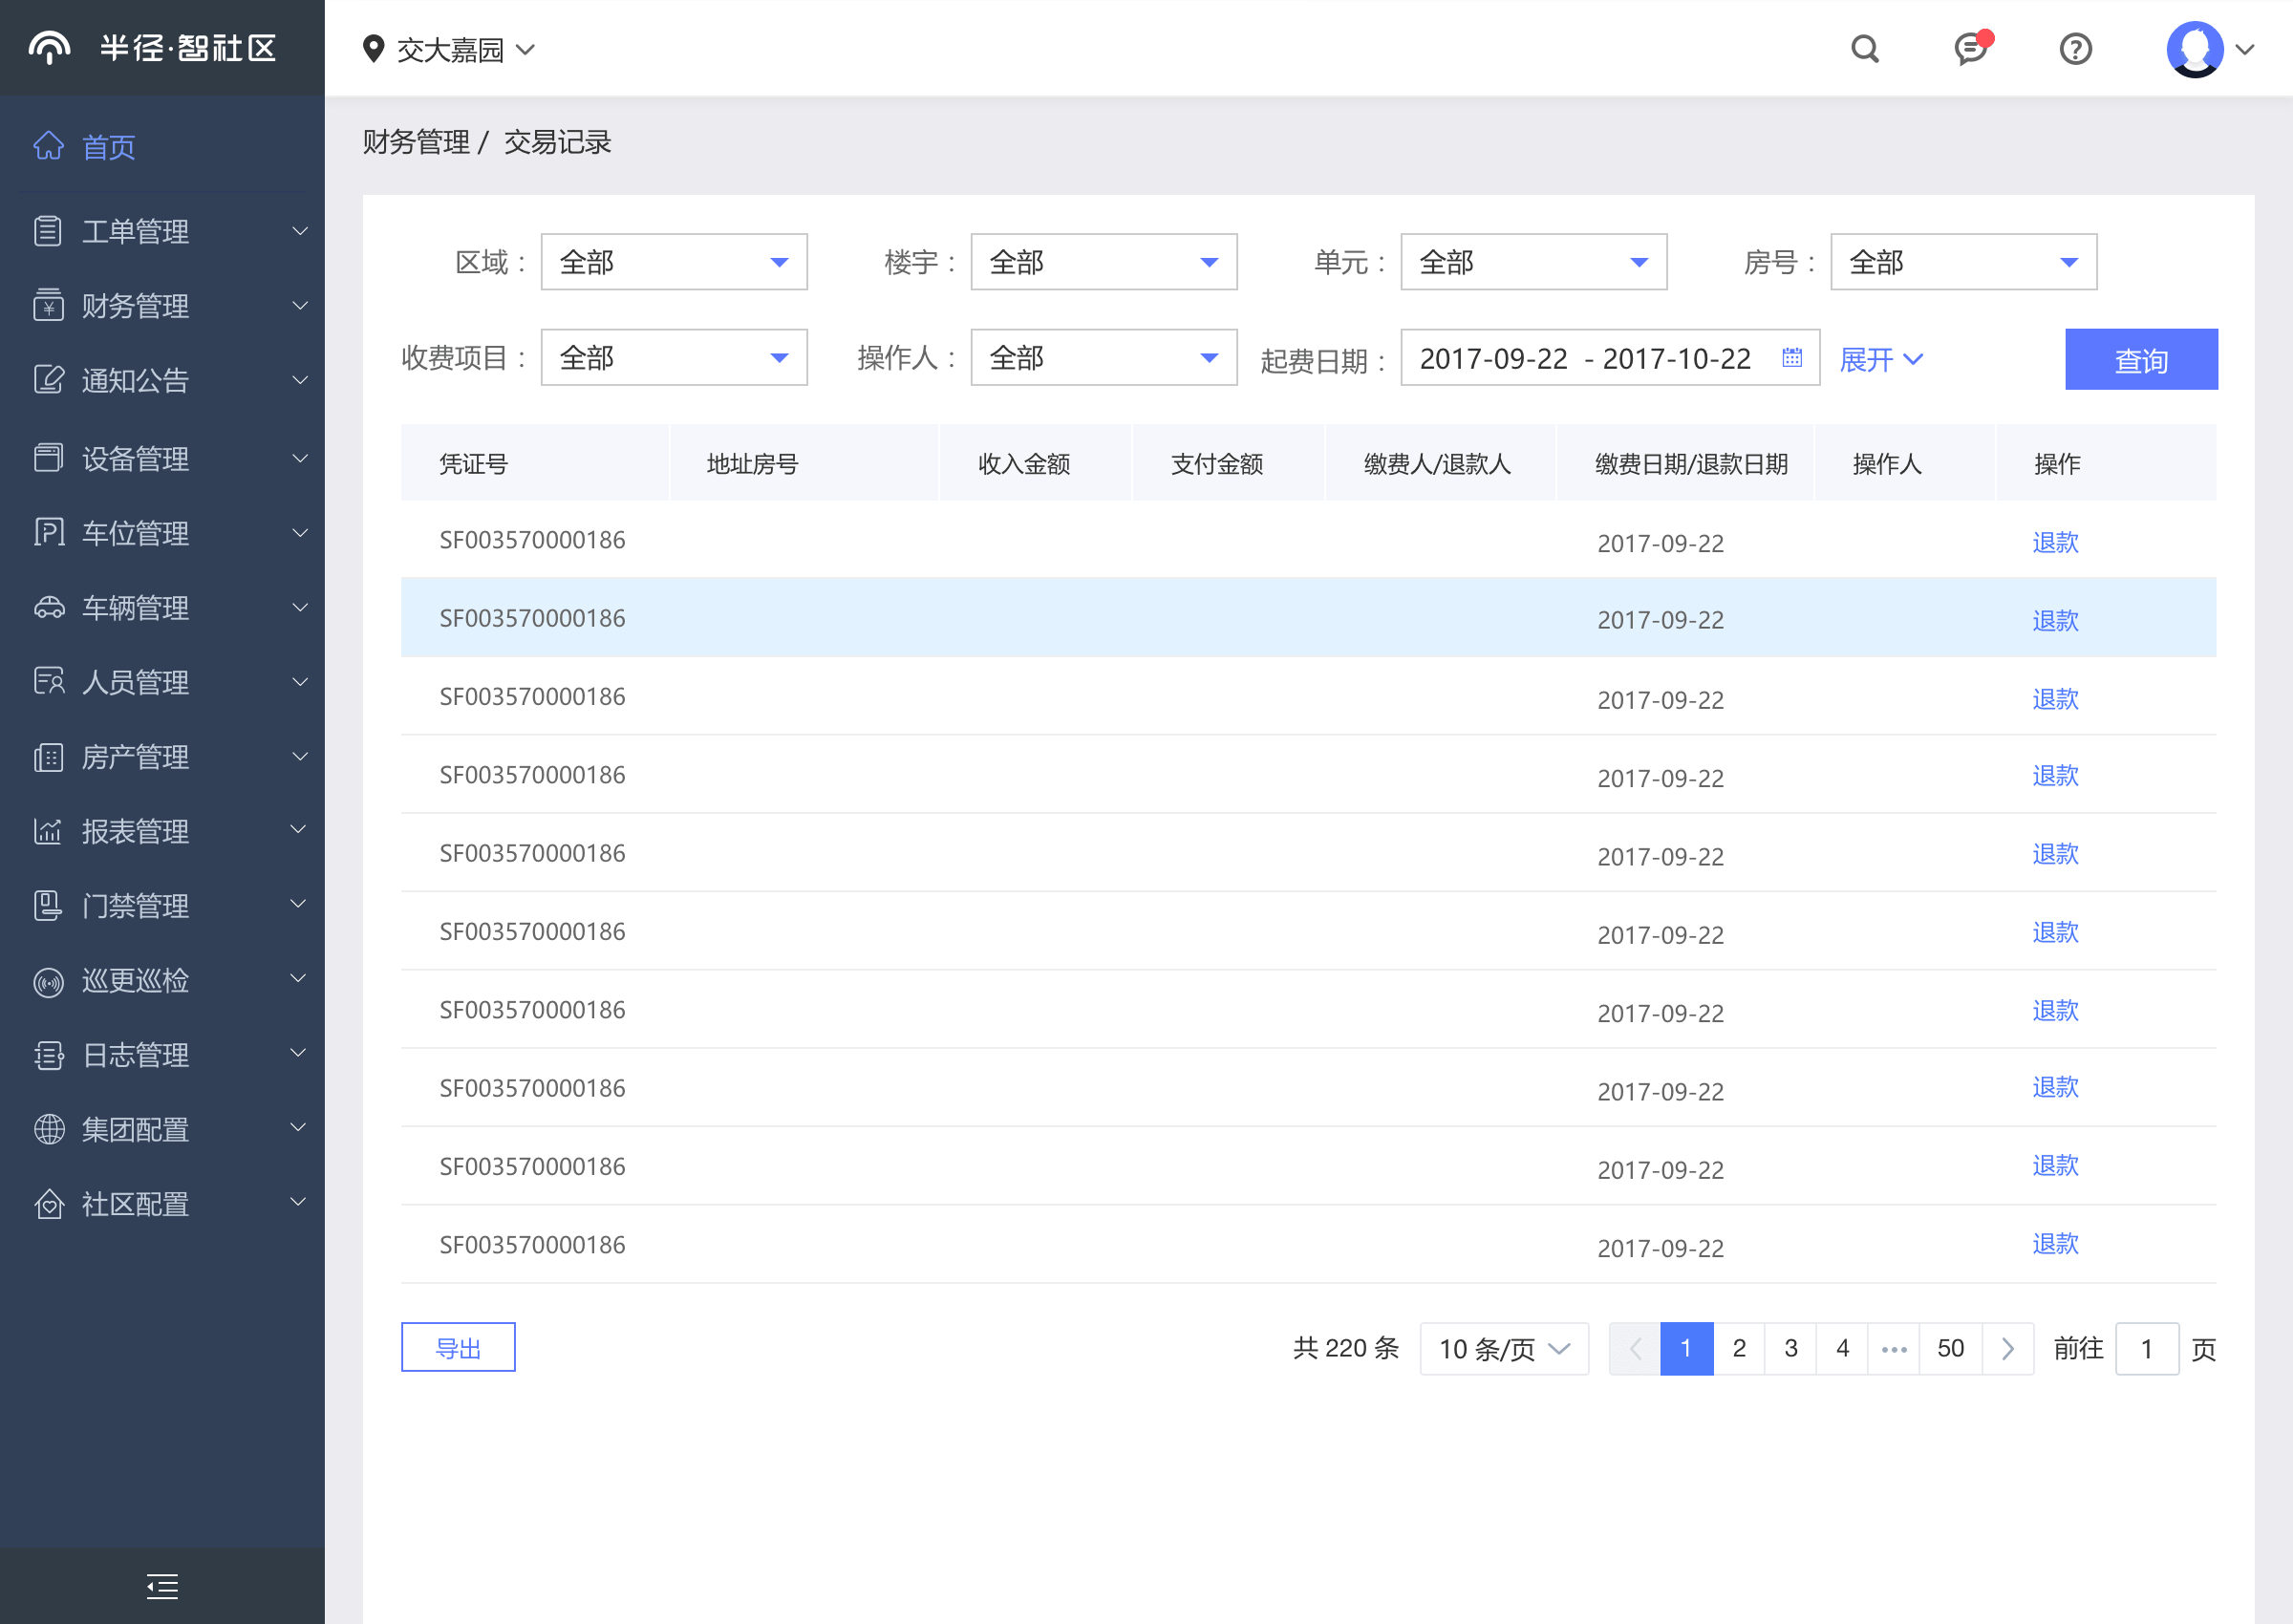 半径·智社区
交大嘉园
首页
工单管理
财务管理
通知公告
设备管理
车位管理
车辆管理
人员管理
房产管理
报表管理
门禁管理
巡更巡检
日志管理
集团配置
社区配置
财务管理 / 交易记录
区域： 全部 楼宇： 全部 单元： 全部 房号： 全部
收费项目： 全部 操作人： 全部 起费日期： 2017-09-22 - 2017-10-22 展开 查询
凭证号 地址房号 收入金额 支付金额 缴费人/退款人 缴费日期/退款日期 操作人 操作
SF003570000186 2017-09-22 退款
SF003570000186 2017-09-22 退款
SF003570000186 2017-09-22 退款
SF003570000186 2017-09-22 退款
SF003570000186 2017-09-22 退款
SF003570000186 2017-09-22 退款
SF003570000186 2017-09-22 退款
SF003570000186 2017-09-22 退款
SF003570000186 2017-09-22 退款
SF003570000186 2017-09-22 退款
导出 共 220 条 10 条/页 1 2 3 4 ••• 50 前往 1 页